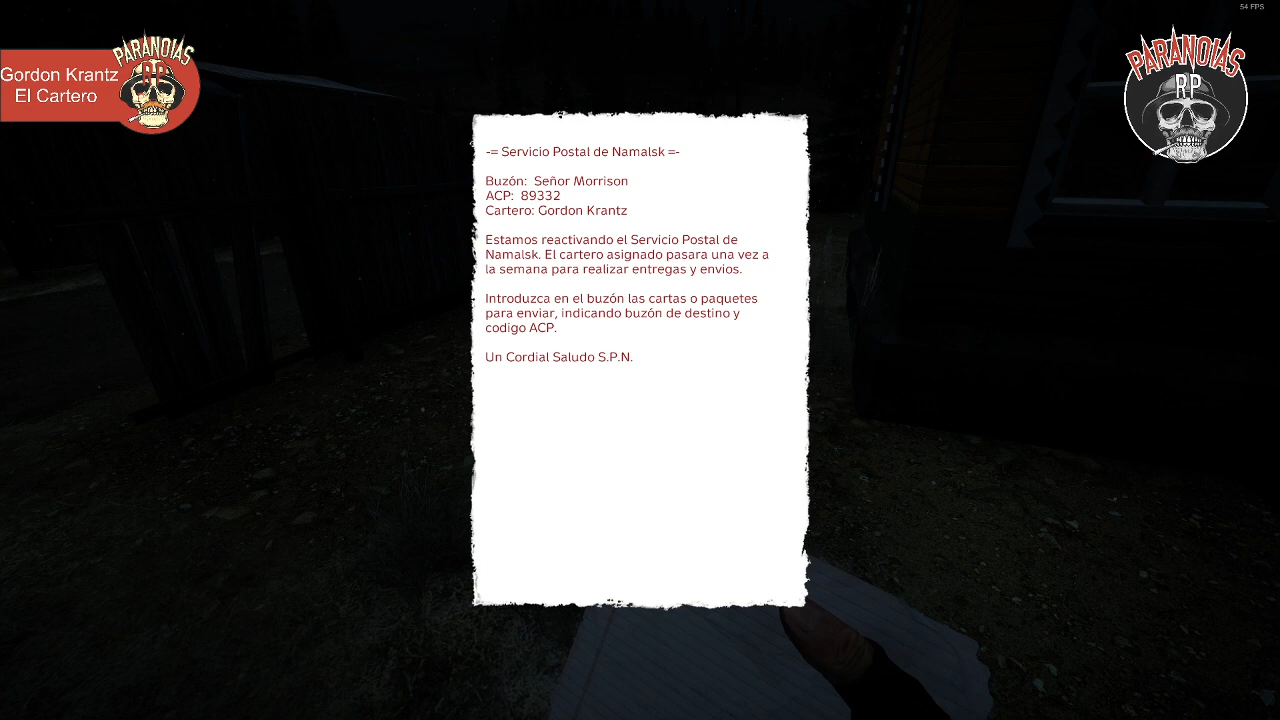 54 FPS
PARANOIAS
RP
Gordon Krantz
El Cartero
PARANOIAS
RP
-= Servicio Postal de Namalsk =-
Buzón:  Señor Morrison
ACP:  89332
Cartero: Gordon Krantz
Estamos reactivando el Servicio Postal de
Namalsk. El cartero asignado pasara una vez a
la semana para realizar entregas y envios.
Introduzca en el buzón las cartas o paquetes
para enviar, indicando buzón de destino y
codigo ACP.
Un Cordial Saludo S.P.N.